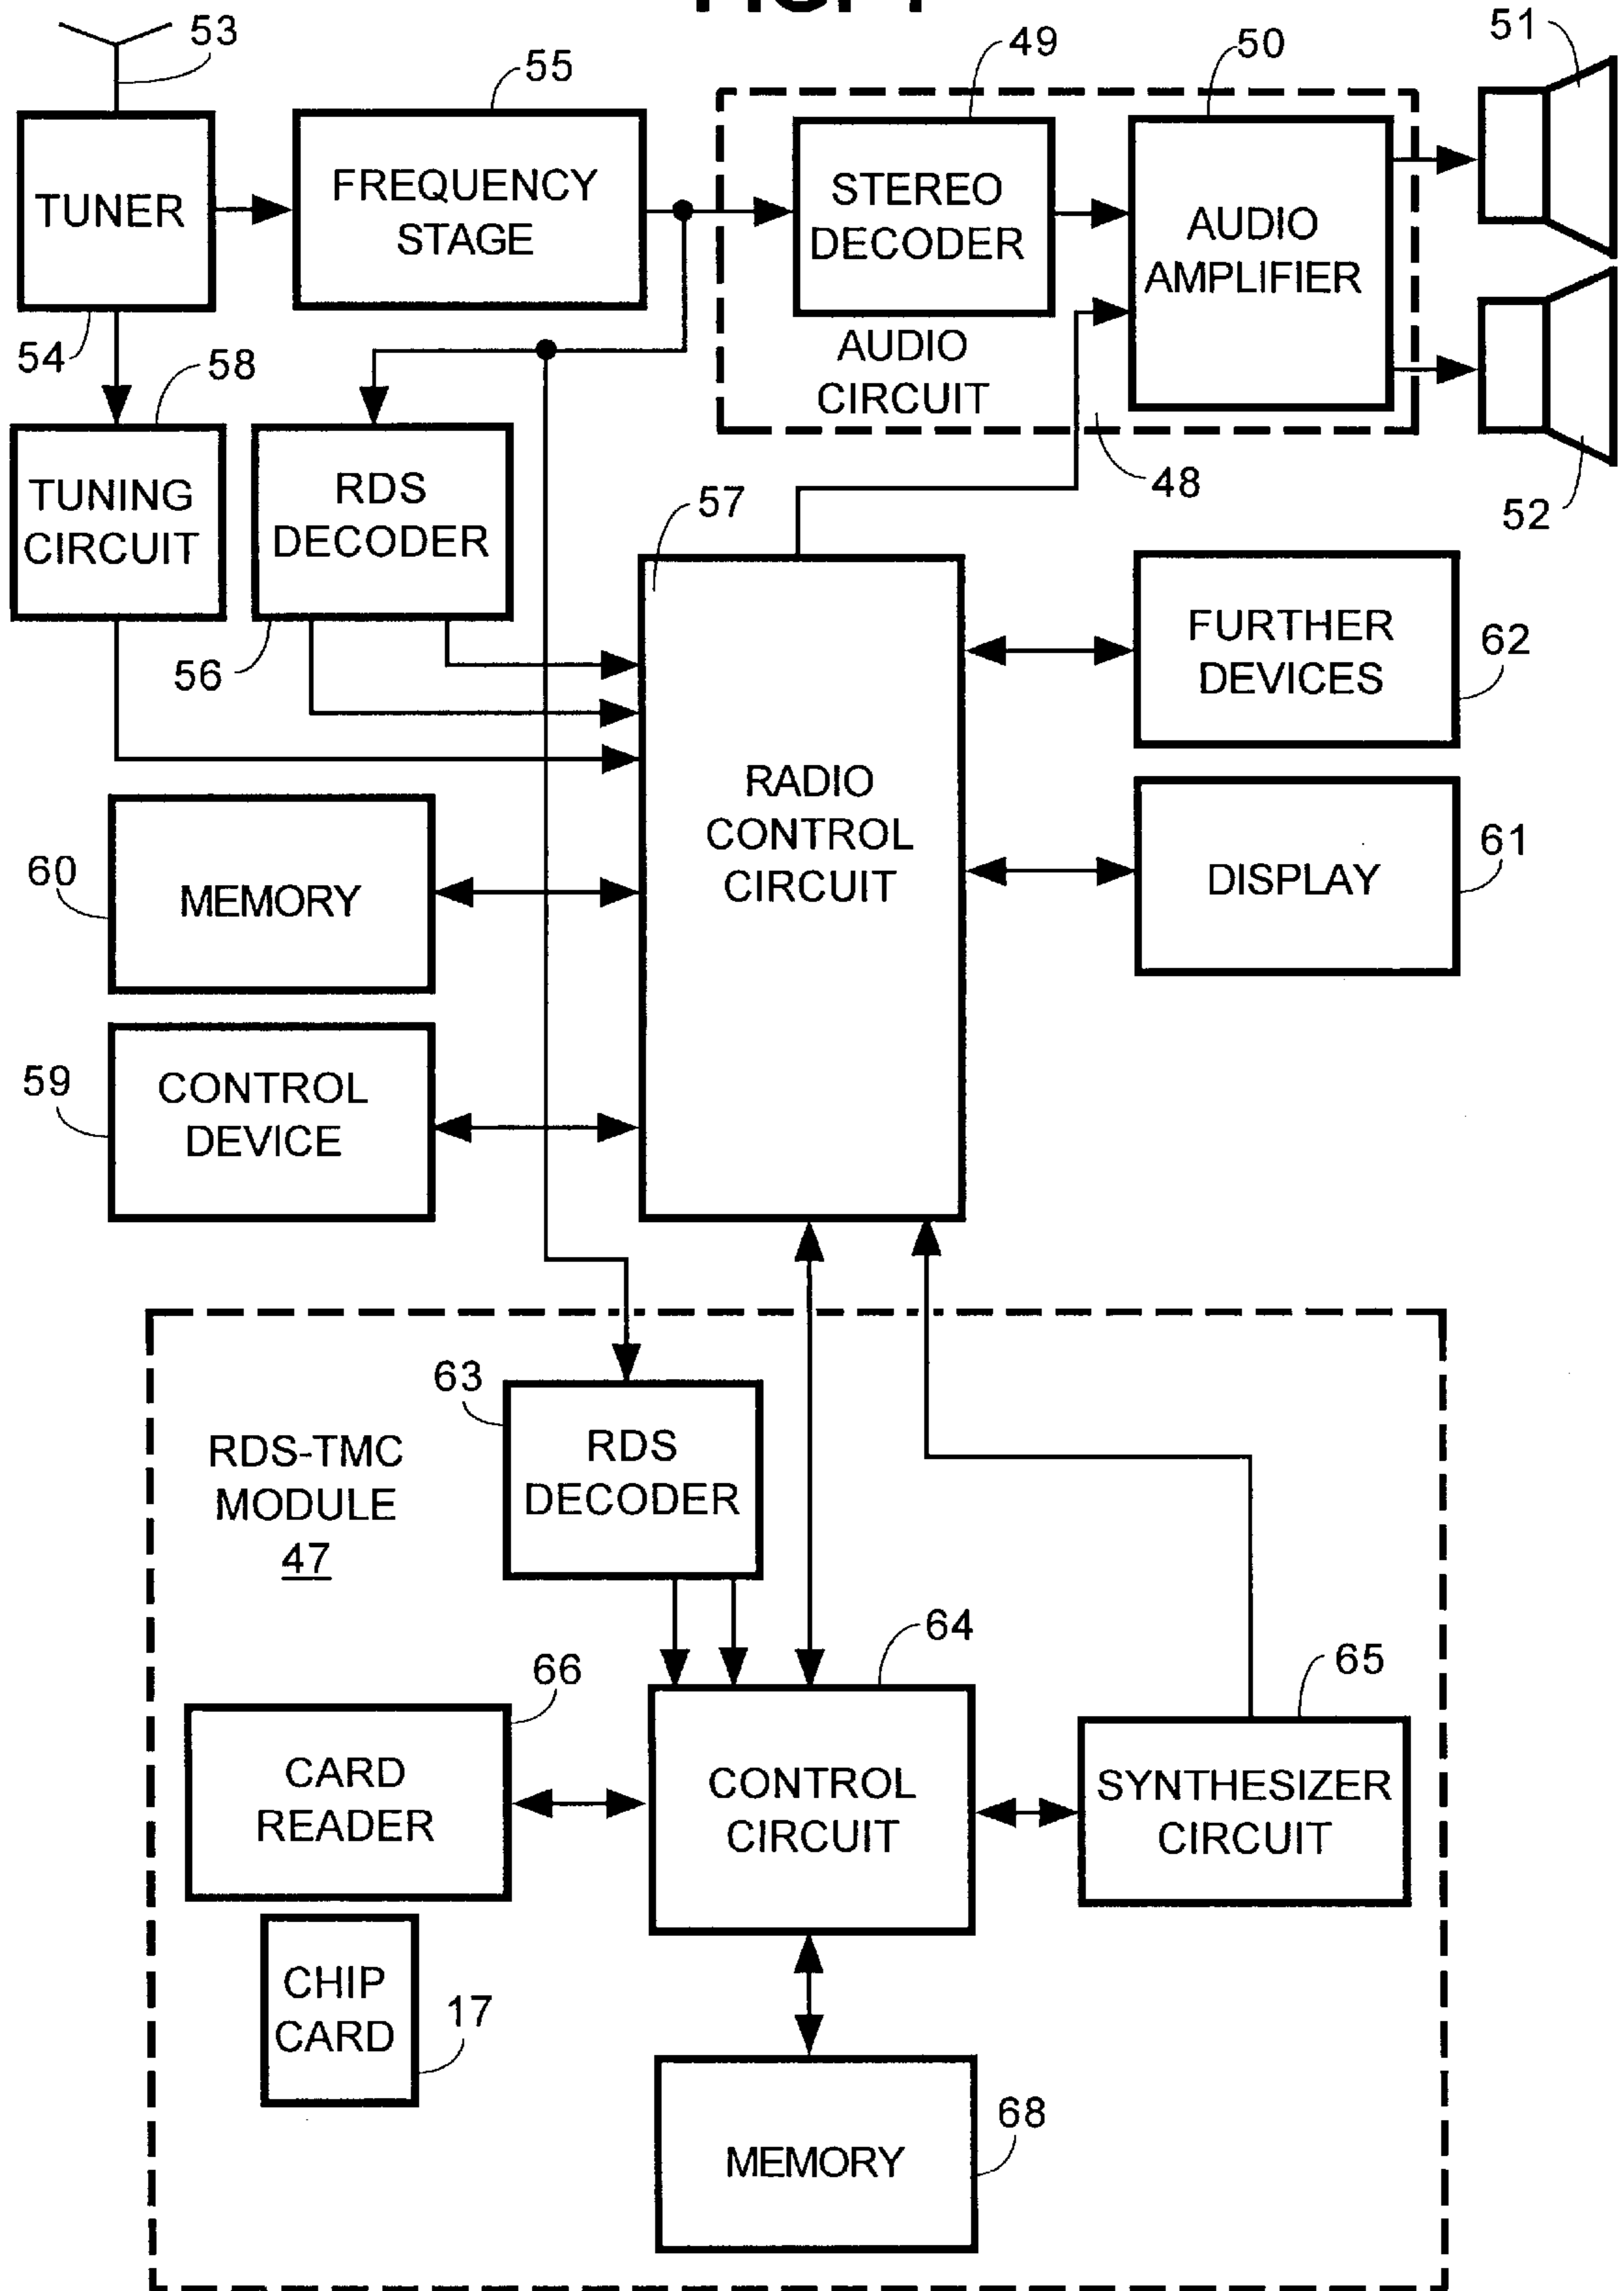 53
55
49
50
51
TUNER
FREQUENCY
STAGE
STEREO
DECODER
AUDIO
AMPLIFIER
AUDIO
CIRCUIT
54
58
48
52
TUNING
CIRCUIT
RDS
DECODER
56
57
FURTHER
DEVICES
62
RADIO
CONTROL
CIRCUIT
60
MEMORY
DISPLAY
61
59
CONTROL
DEVICE
63
RDS
DECODER
RDS-TMC
MODULE
47
64
66
65
CARD
READER
CONTROL
CIRCUIT
SYNTHESIZER
CIRCUIT
CHIP
CARD
17
68
MEMORY